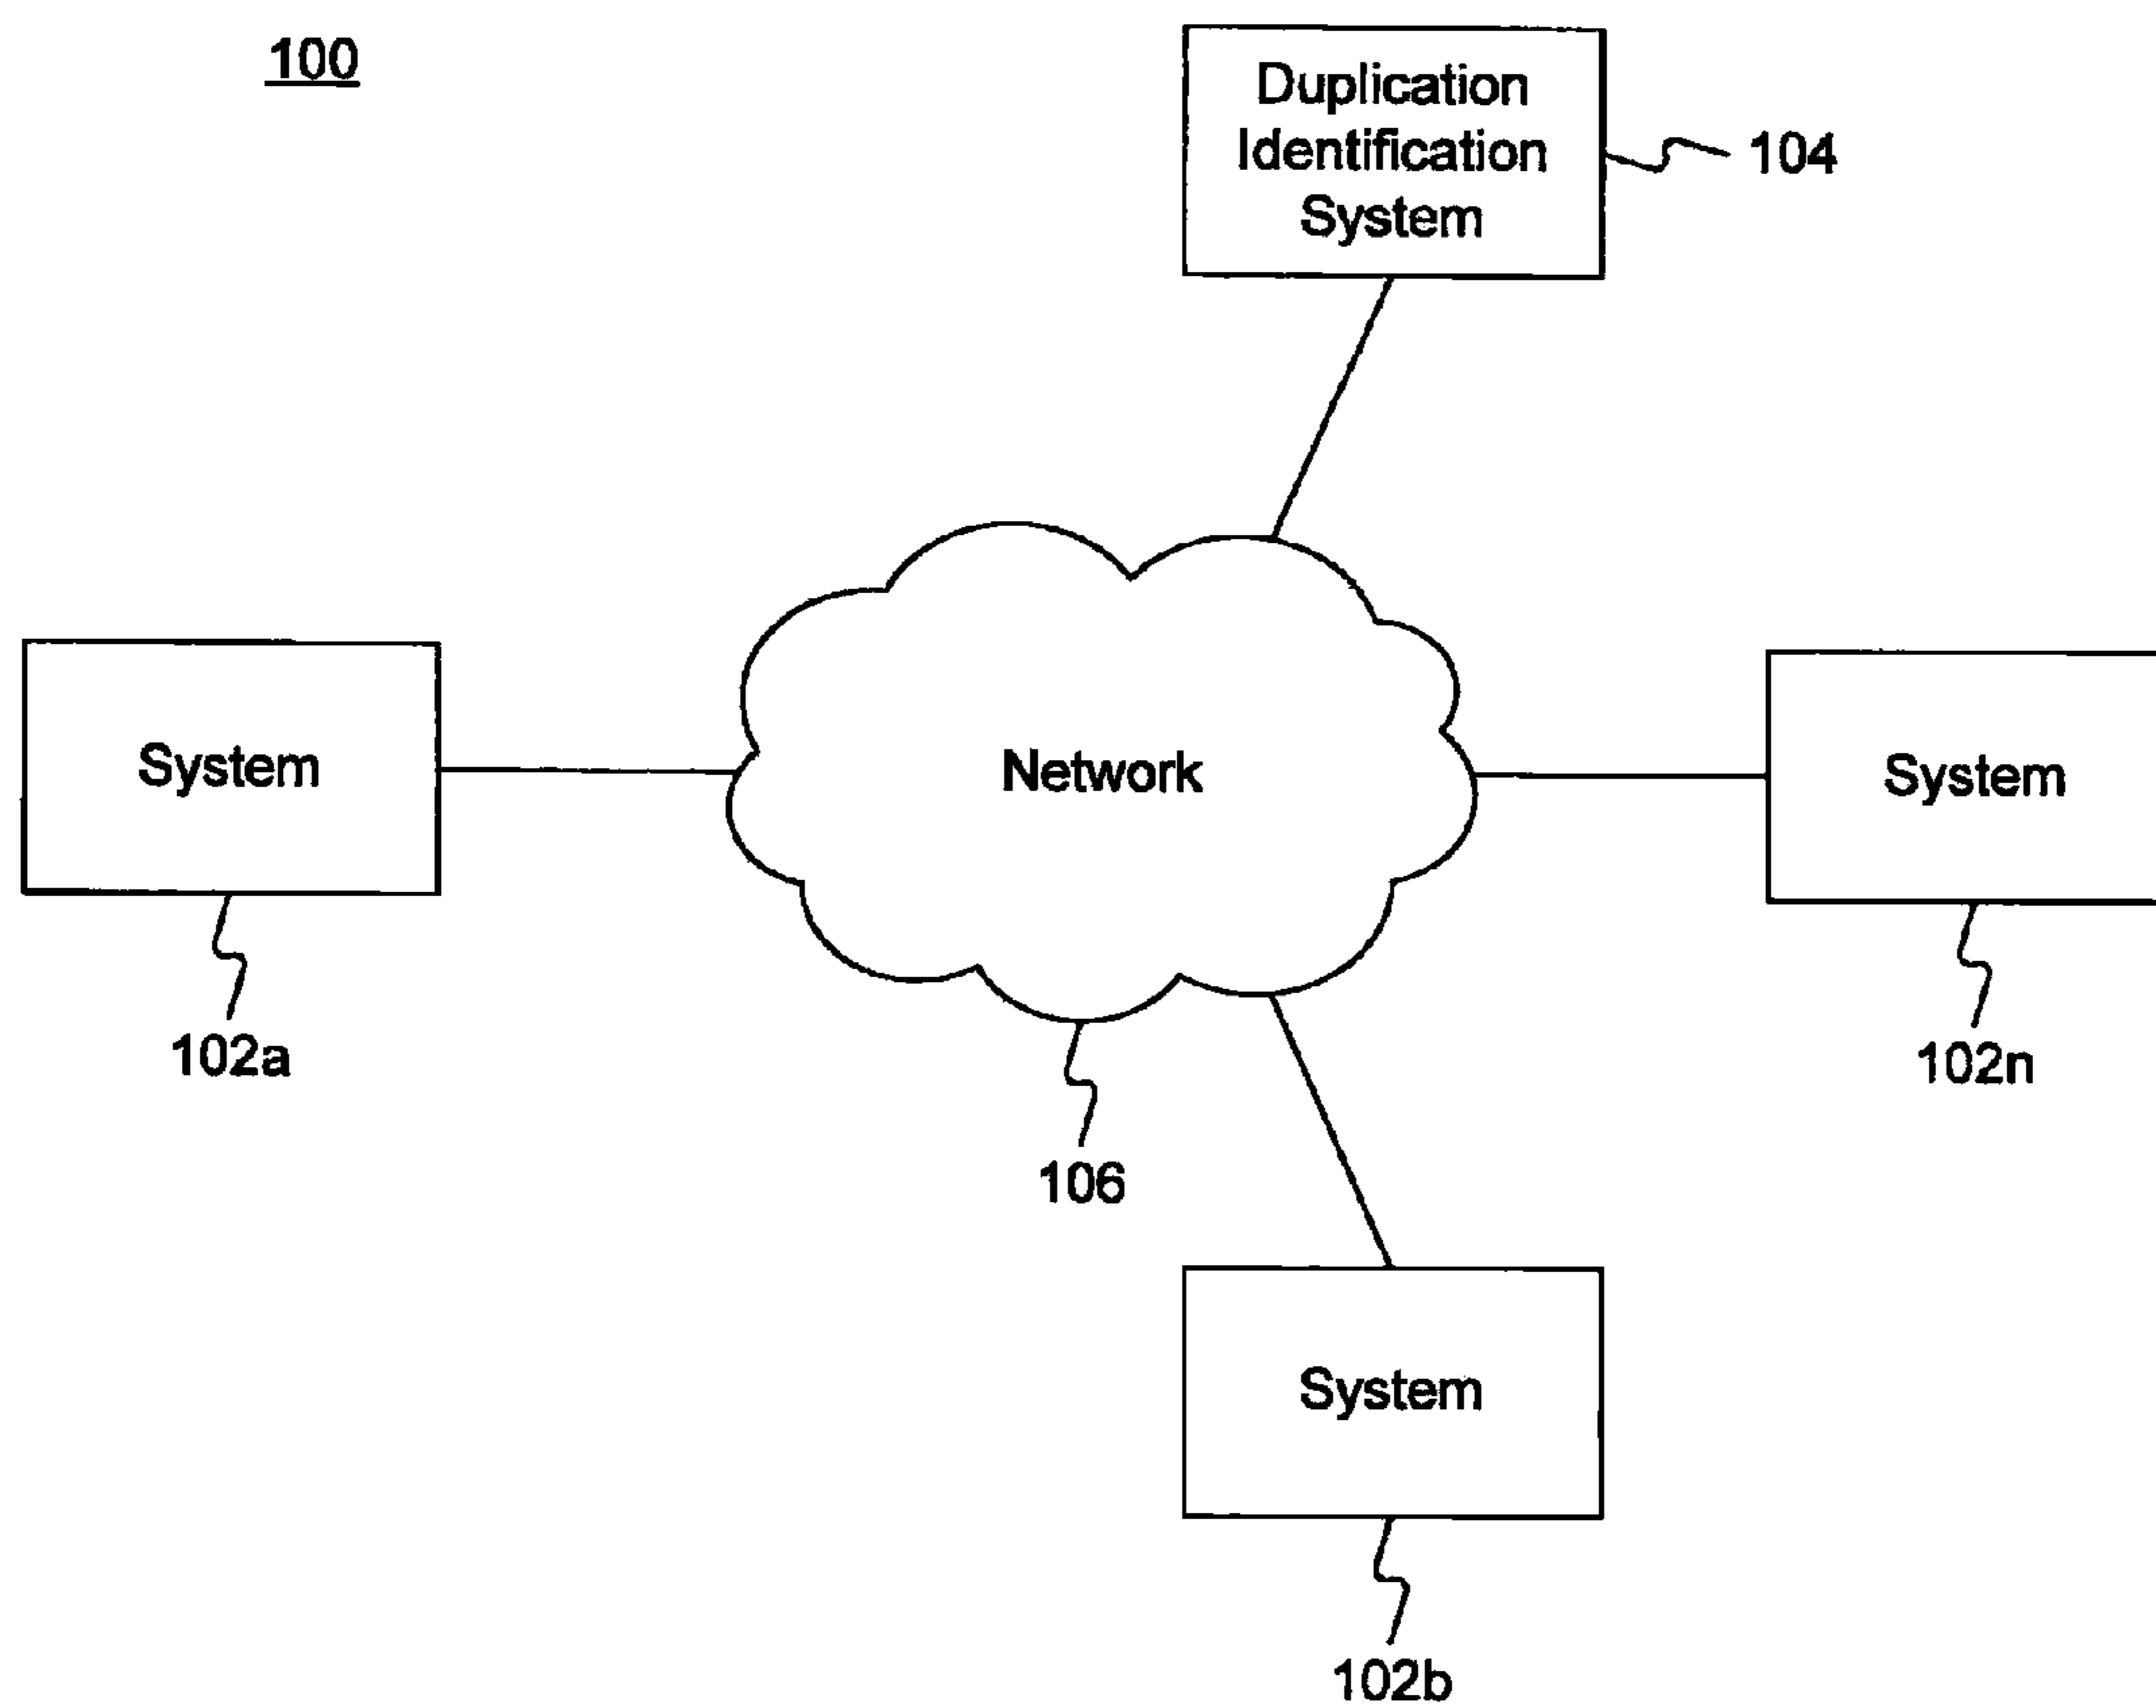 100
Duplication
Identification
System
104
System
Network
System
102a
102n
106
System
102b